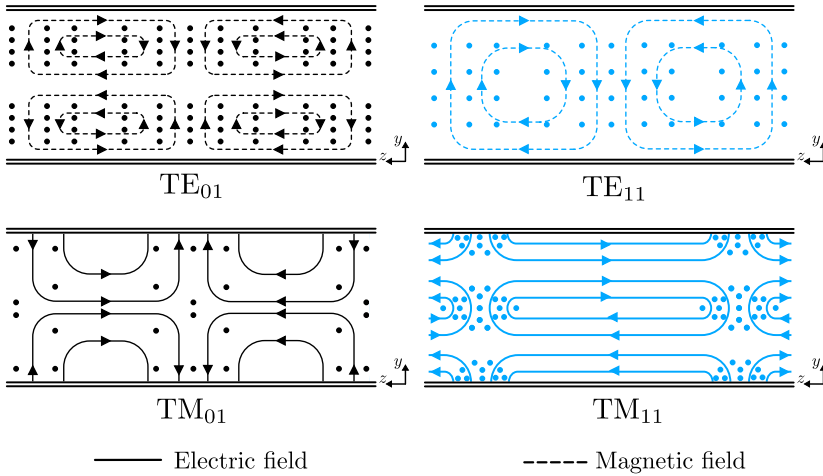 y
z
TE₀₁
y
z
TE₁₁
y
z
TM₀₁
y
z
TM₁₁
Electric field
Magnetic field